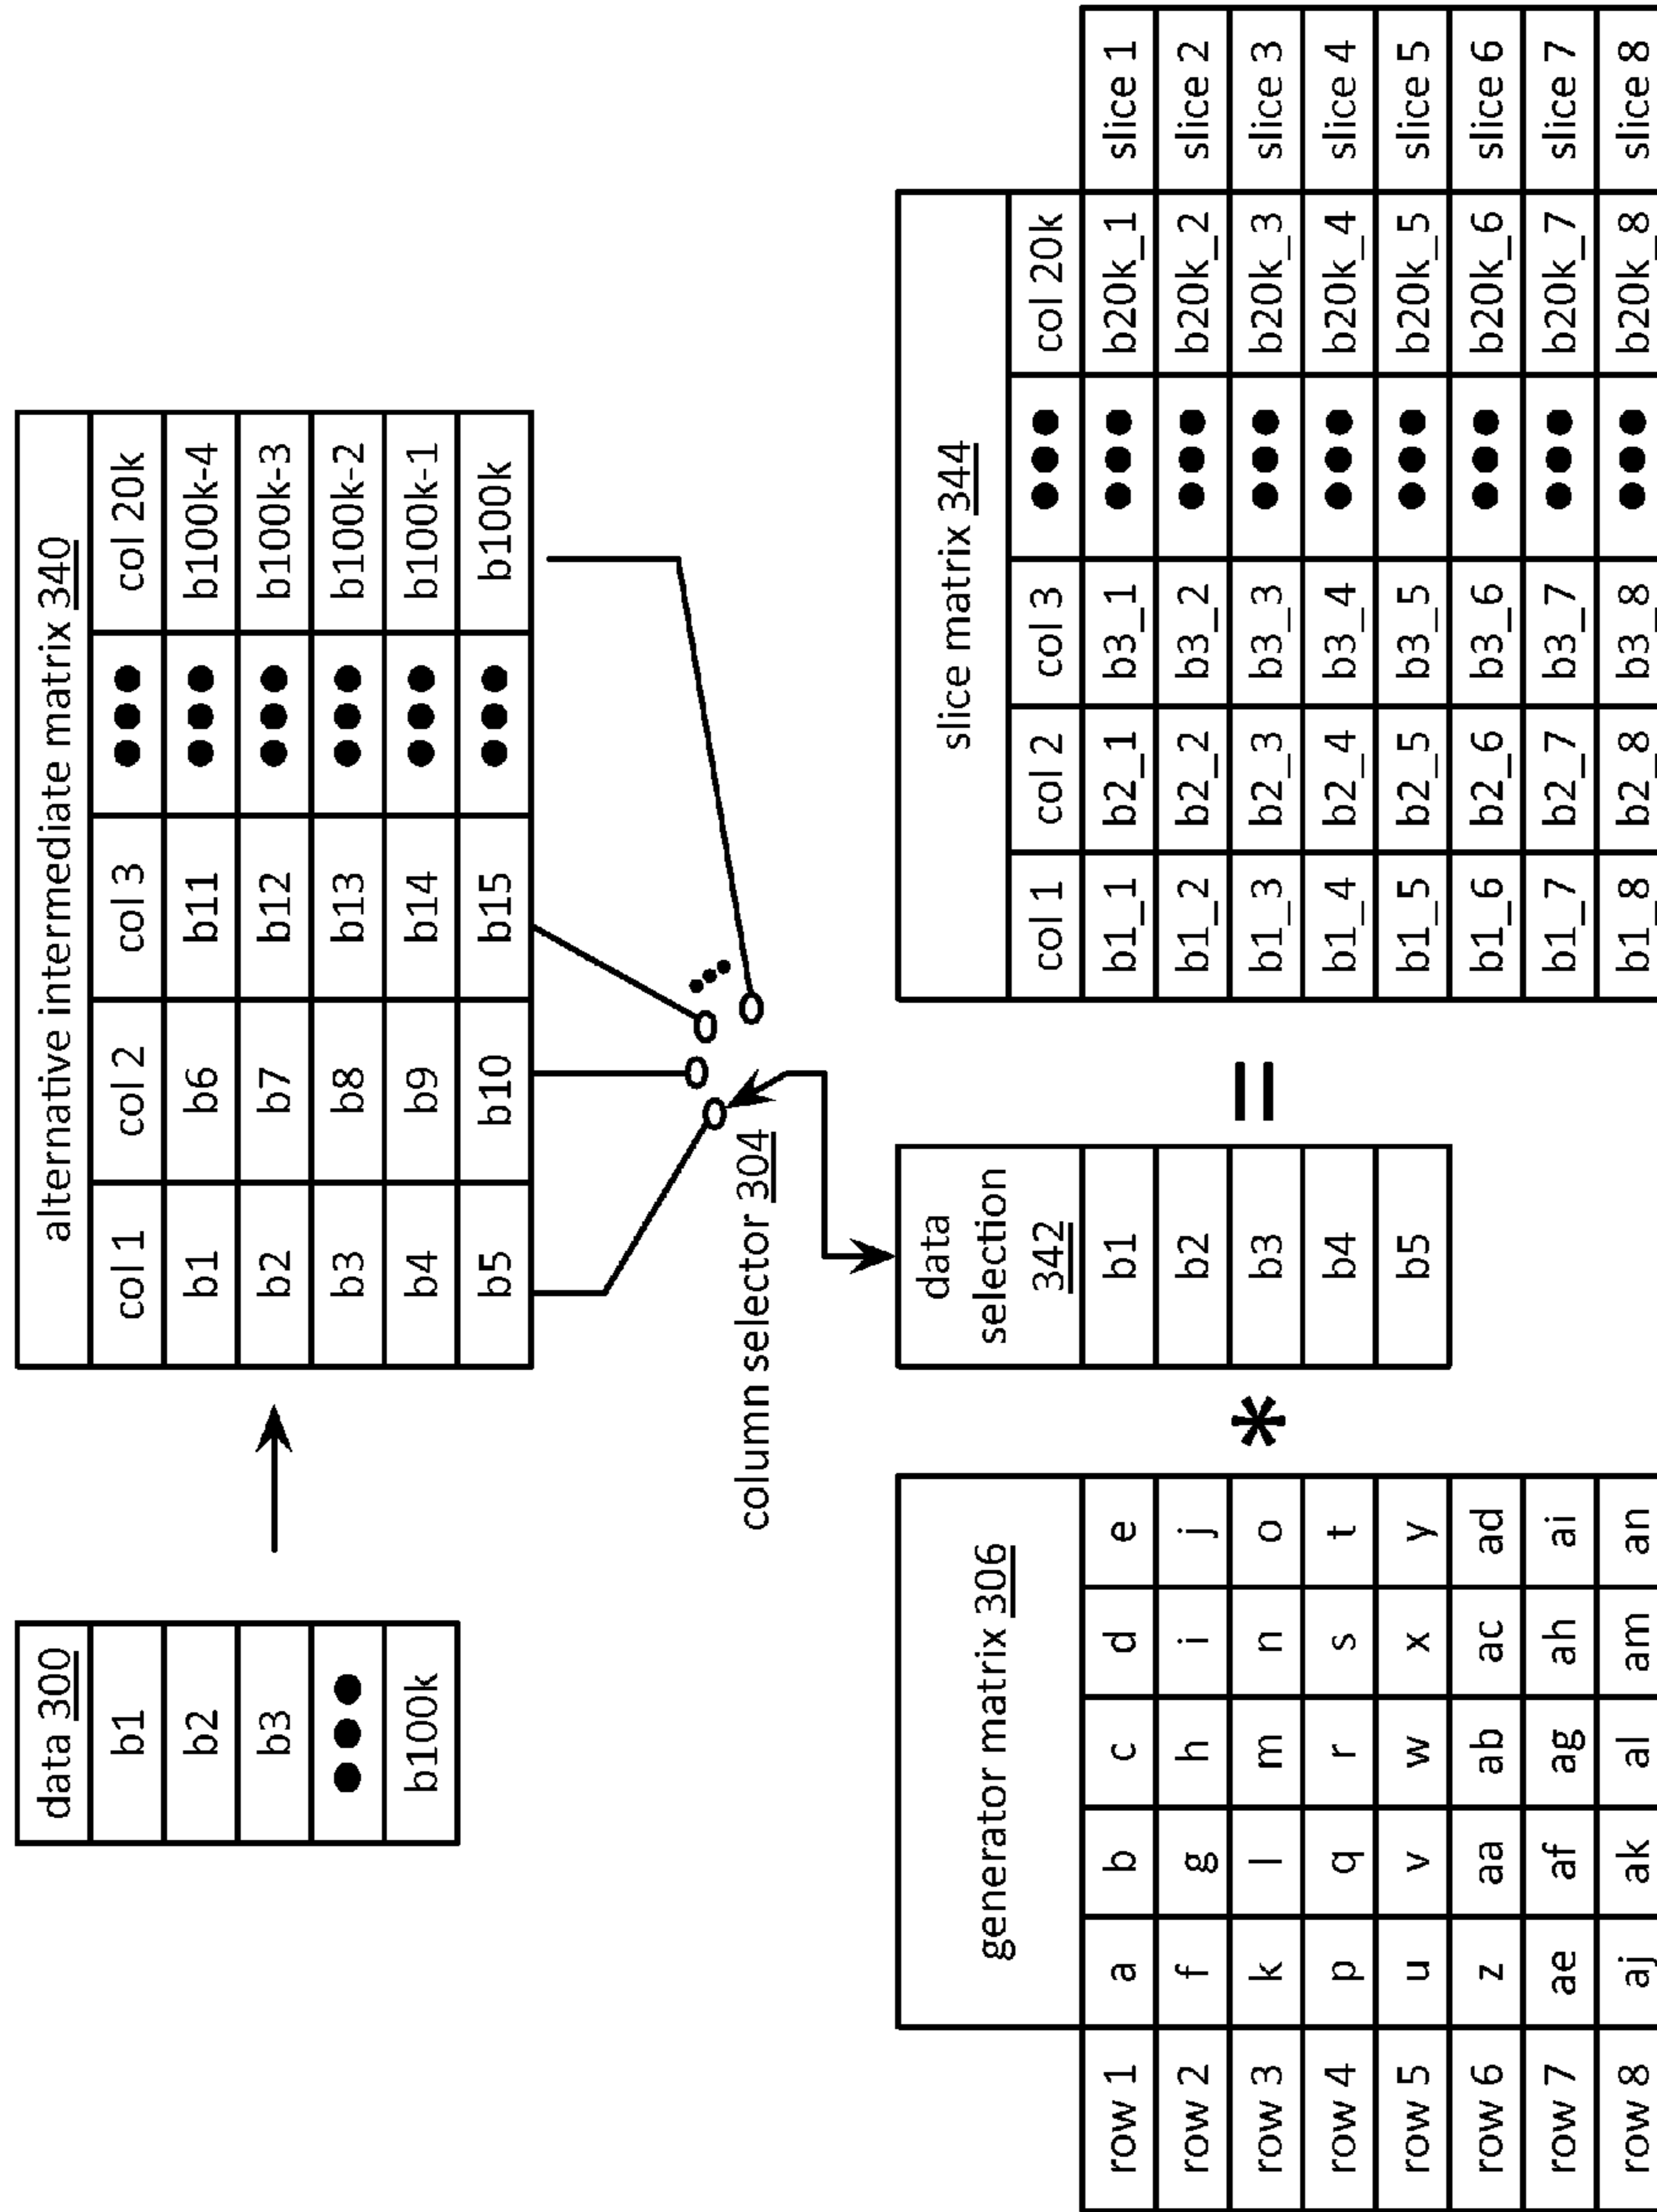 data 300
b1
b2
b3
●●●
b100k
alternative intermediate matrix 340
col 1 col 2 col 3 ●●● col 20k
b1 b6 b11 ●●● b100k-4
b2 b7 b12 ●●● b100k-3
b3 b8 b13 ●●● b100k-2
b4 b9 b14 ●●● b100k-1
b5 b10 b15 ●●● b100k
column selector 304
generator matrix 306
row 1 a b c d e
row 2 f g h i j
row 3 k l m n o
row 4 p q r s t
row 5 u v w x y
row 6 z aa ab ac ad
row 7 ae af ag ah ai
row 8 aj ak al am an
*
data
selection
342
b1
b2
b3
b4
b5
=
slice matrix 344
col 1 col 2 col 3 ●●● col 20k
b1_1 b2_1 b3_1 ●●● b20k_1 slice 1
b1_2 b2_2 b3_2 ●●● b20k_2 slice 2
b1_3 b2_3 b3_3 ●●● b20k_3 slice 3
b1_4 b2_4 b3_4 ●●● b20k_4 slice 4
b1_5 b2_5 b3_5 ●●● b20k_5 slice 5
b1_6 b2_6 b3_6 ●●● b20k_6 slice 6
b1_7 b2_7 b3_7 ●●● b20k_7 slice 7
b1_8 b2_8 b3_8 ●●● b20k_8 slice 8